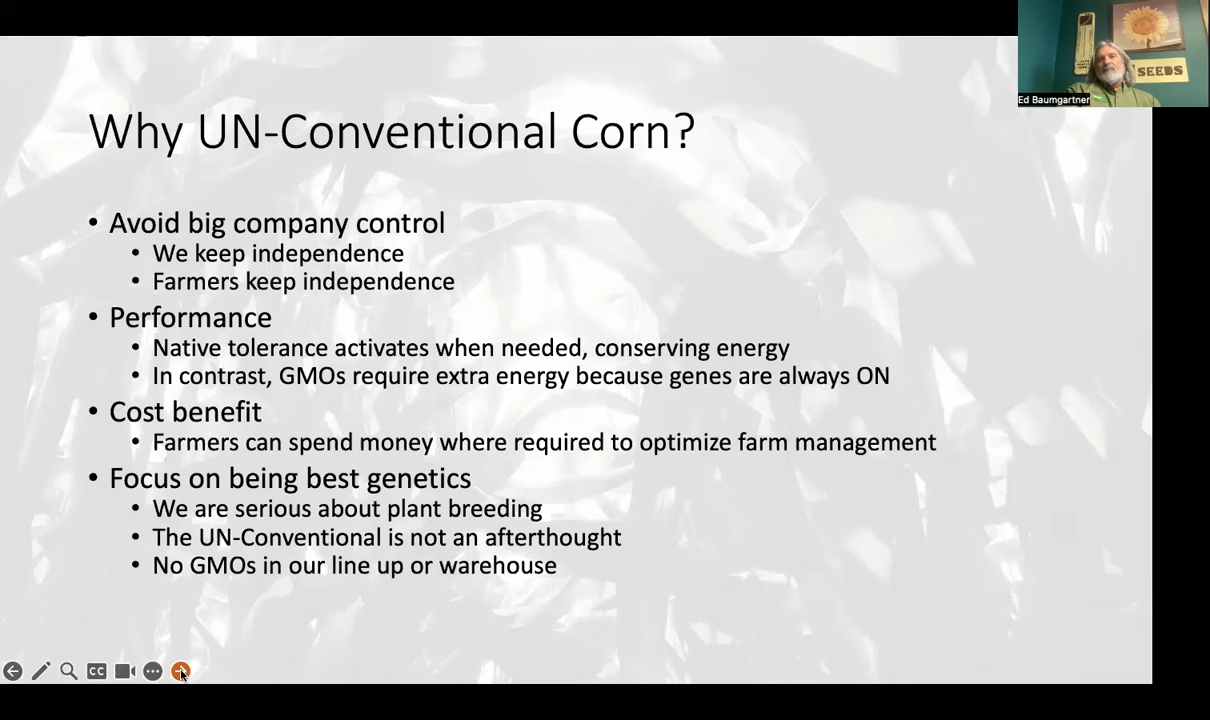 SEEDS
Ed Baumgartner
Why UN-Conventional Corn?
• Avoid big company control
• We keep independence
• Farmers keep independence
• Performance
• Native tolerance activates when needed, conserving energy
• In contrast, GMOs require extra energy because genes are always ON
• Cost benefit
• Farmers can spend money where required to optimize farm management
• Focus on being best genetics
• We are serious about plant breeding
• The UN-Conventional is not an afterthought
• No GMOs in our line up or warehouse
CC